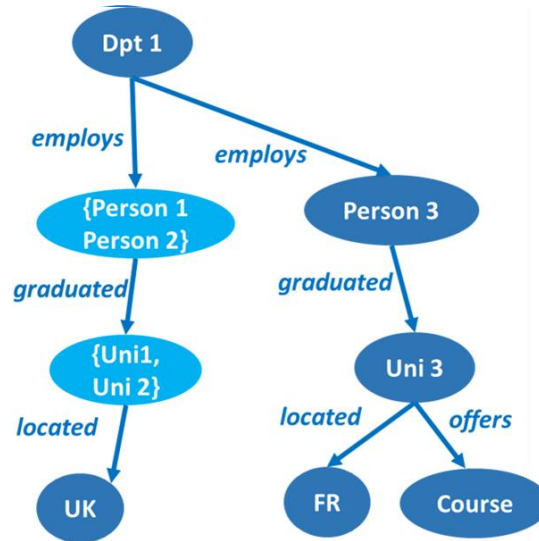 Dpt 1
employs
employs
{Person 1
Person 2}
Person 3
graduated
graduated
{Uni1,
Uni 2}
Uni 3
located
located
offers
UK
FR
Course